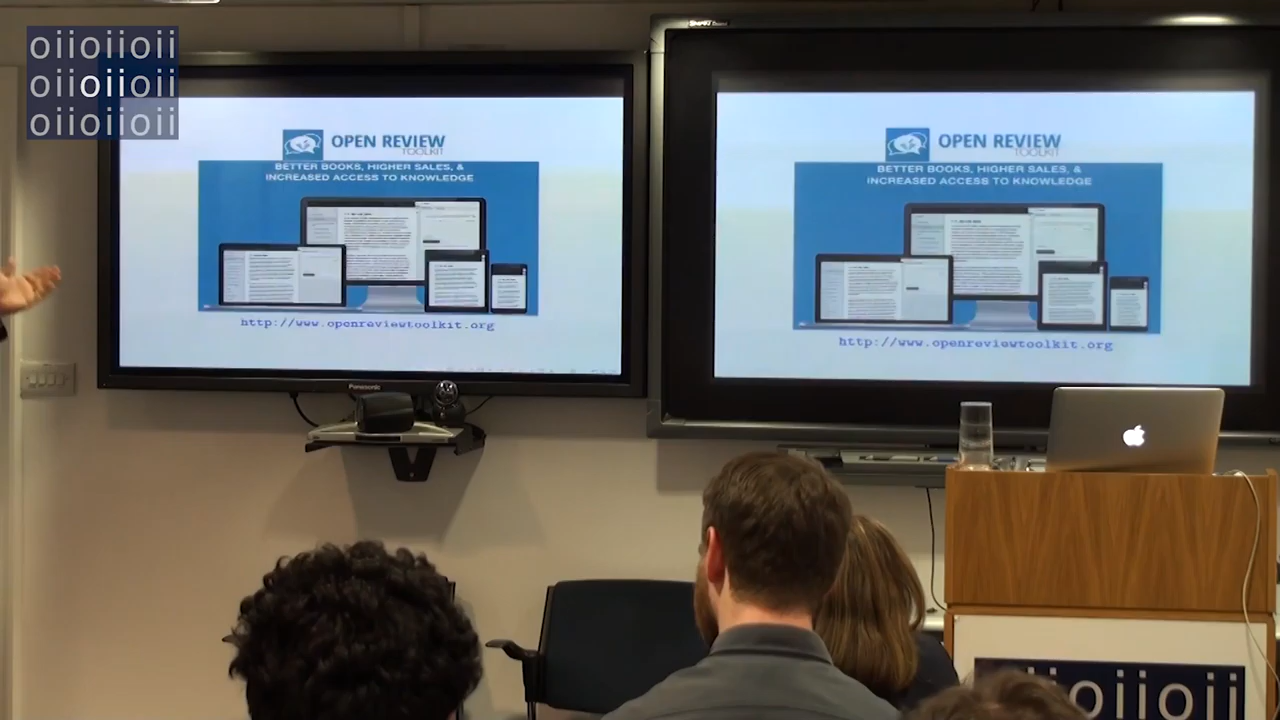 oiioiioii
oiioiioii
oiioiioii
OPEN REVIEW
TOOLKIT
BETTER BOOKS, HIGHER SALES, &
INCREASED ACCESS TO KNOWLEDGE
http://www.openreviewtoolkit.org
Panasonic
OPEN REVIEW
TOOLKIT
BETTER BOOKS, HIGHER SALES, &
INCREASED ACCESS TO KNOWLEDGE
http://www.openreviewtoolkit.org
oiioiioii